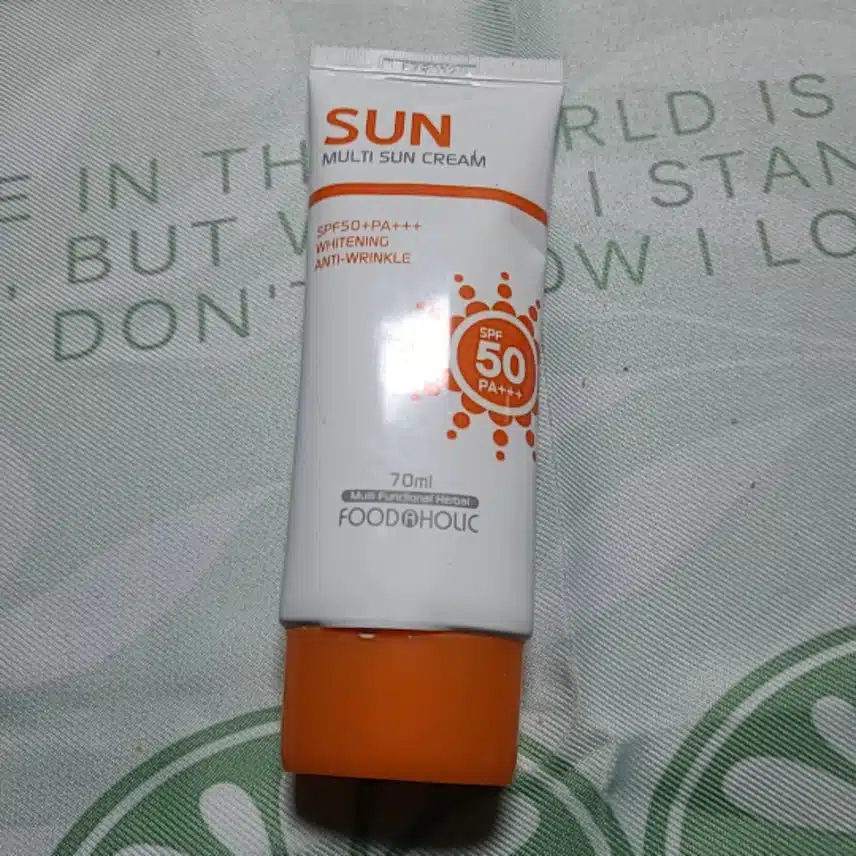 SUN
MULTI SUN CREAM
SPF50+PA+++
WHITENING
ANTI-WRINKLE
SPF
50
PA+++
70ml
Multi Functional Herbal
FOODAHOLIC
E IN TH RLD IS
, BUT I STAN
DON'T OW I LO